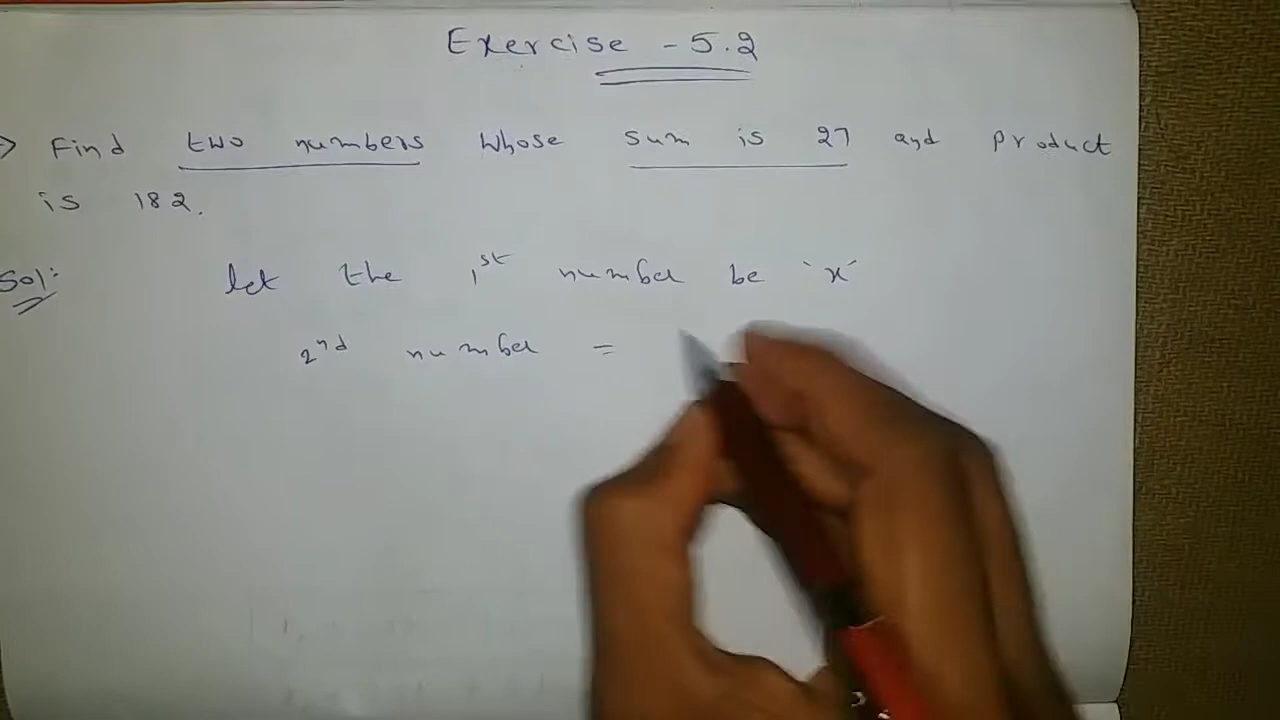 Exercise - 5.2
Find two numbers whose sum is 27 and product
is 182.
Sol:
let the 1st number be 'x'
2nd number =